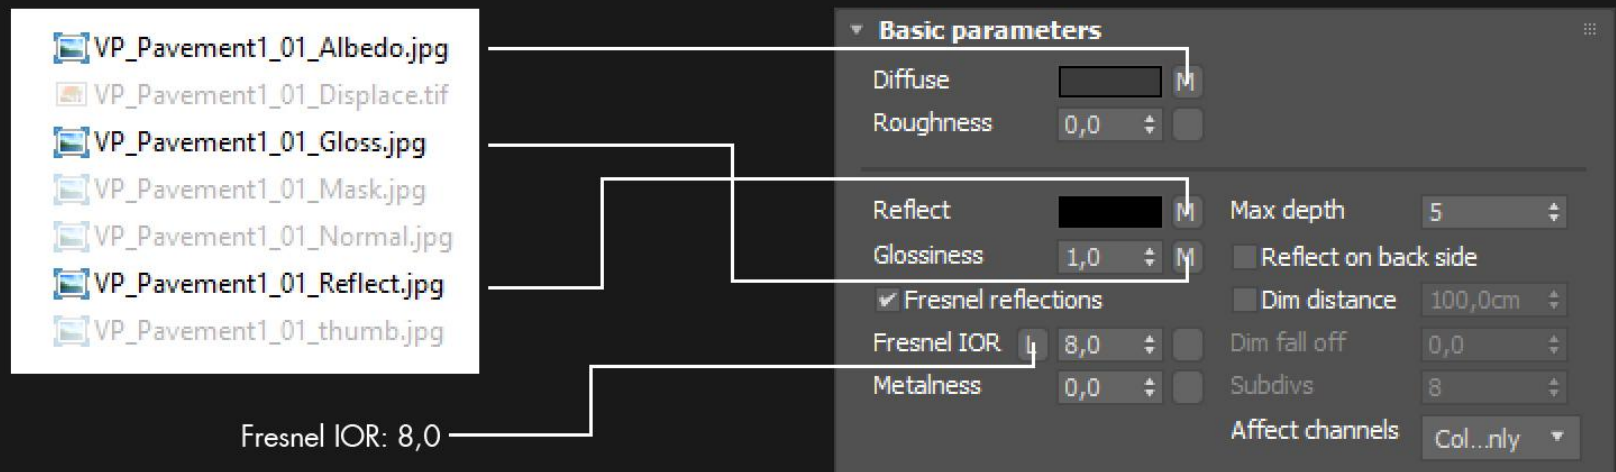 VP_Pavement1_01_Albedo.jpg
VP_Pavement1_01_Displace.tif
VP_Pavement1_01_Gloss.jpg
VP_Pavement1_01_Mask.jpg
VP_Pavement1_01_Normal.jpg
VP_Pavement1_01_Reflect.jpg
VP_Pavement1_01_thumb.jpg
Fresnel IOR: 8,0
Basic parameters
Diffuse M
Roughness 0,0
Reflect M Max depth 5
Glossiness 1,0 M Reflect on back side
Fresnel reflections Dim distance 100,0cm
Fresnel IOR L 8,0 Dim fall off 0,0
Metalness 0,0 Subdivs 8
Affect channels Col...nly